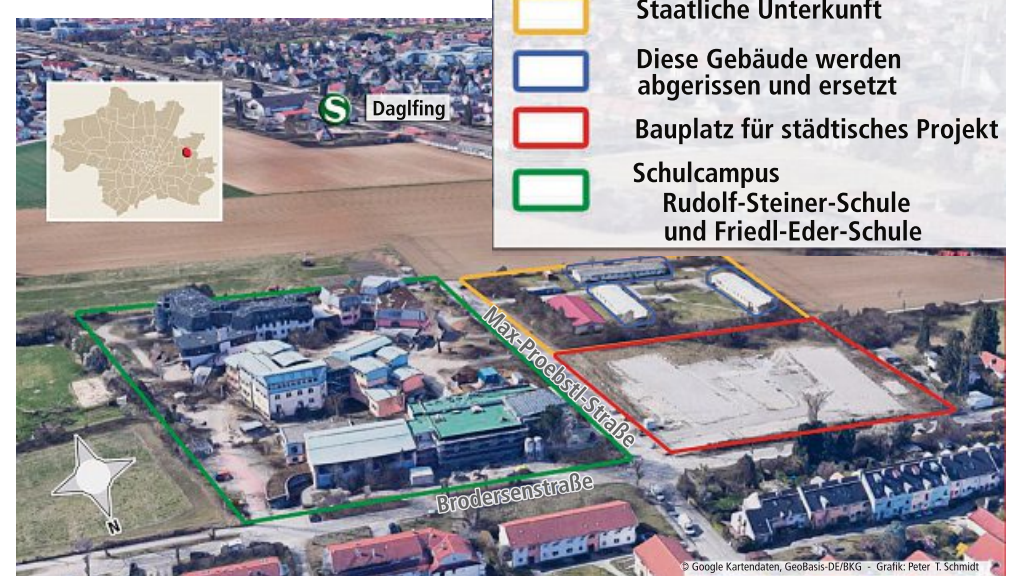 Staatliche Unterkunft
Diese Gebäude werden
abgerissen und ersetzt
Bauplatz für städtisches Projekt
Schulcampus
Rudolf-Steiner-Schule
und Friedl-Eder-Schule
S
Daglfing
Max-Proebstl-Straße
Brodersenstraße
N
© Google Kartendaten, GeoBasis-DE/BKG - Grafik: Peter T. Schmidt